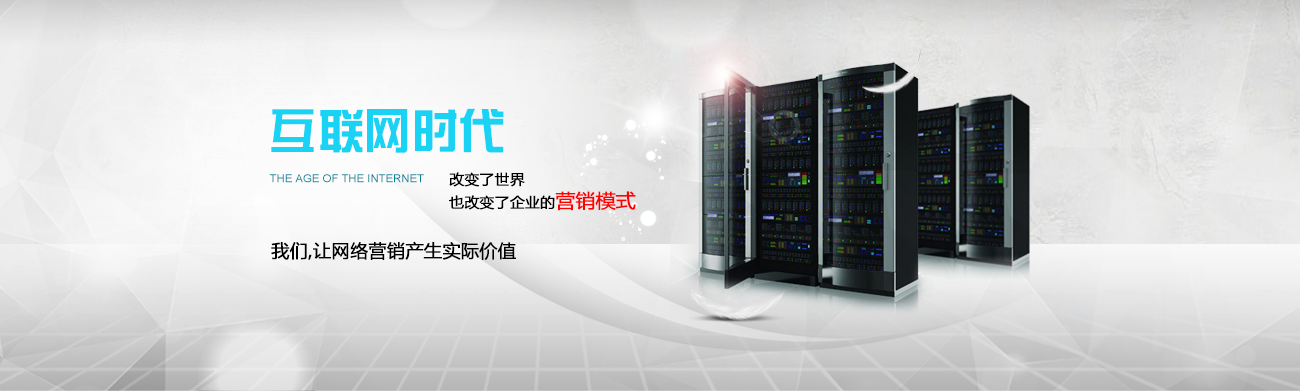 互联网时代
THE AGE OF THE INTERNET
改变了世界
也改变了企业的营销模式
我们,让网络营销产生实际价值